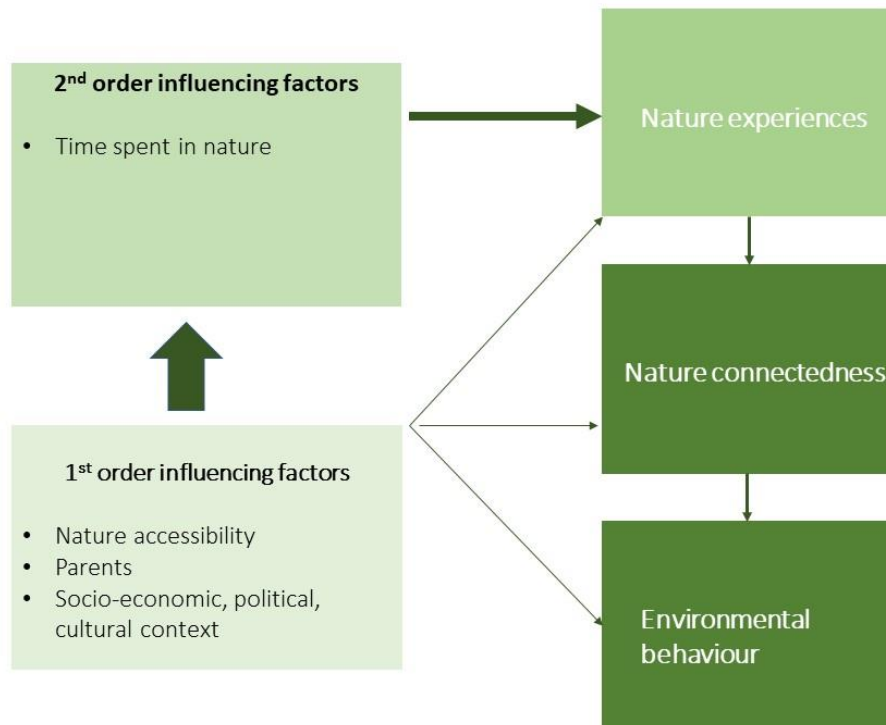 2nd order influencing factors
• Time spent in nature
Nature experiences
Nature connectedness
1st order influencing factors
• Nature accessibility
• Parents
• Socio-economic, political,
cultural context
Environmental
behaviour